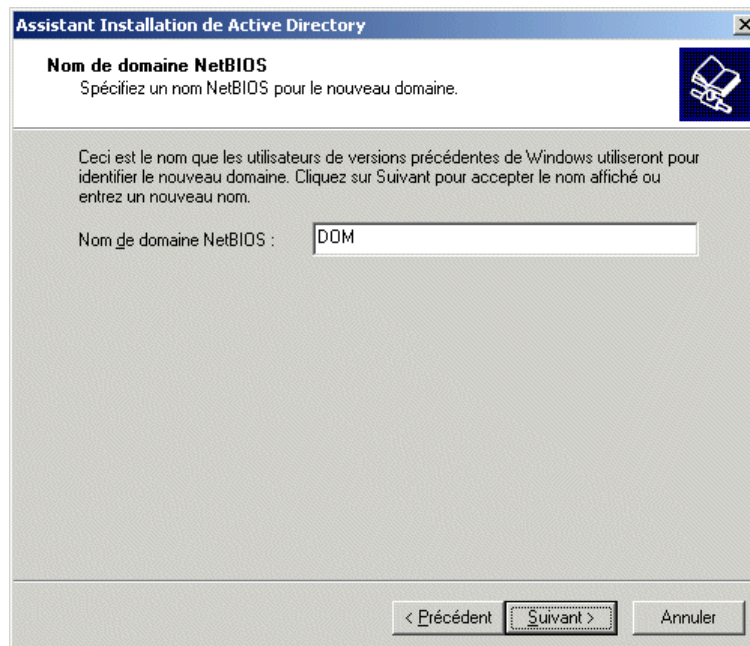 Assistant Installation de Active Directory
Nom de domaine NetBIOS
Spécifiez un nom NetBIOS pour le nouveau domaine.
Ceci est le nom que les utilisateurs de versions précédentes de Windows utiliseront pour
identifier le nouveau domaine. Cliquez sur Suivant pour accepter le nom affiché ou
entrez un nouveau nom.
Nom de domaine NetBIOS : DOM
< Précédent Suivant > Annuler